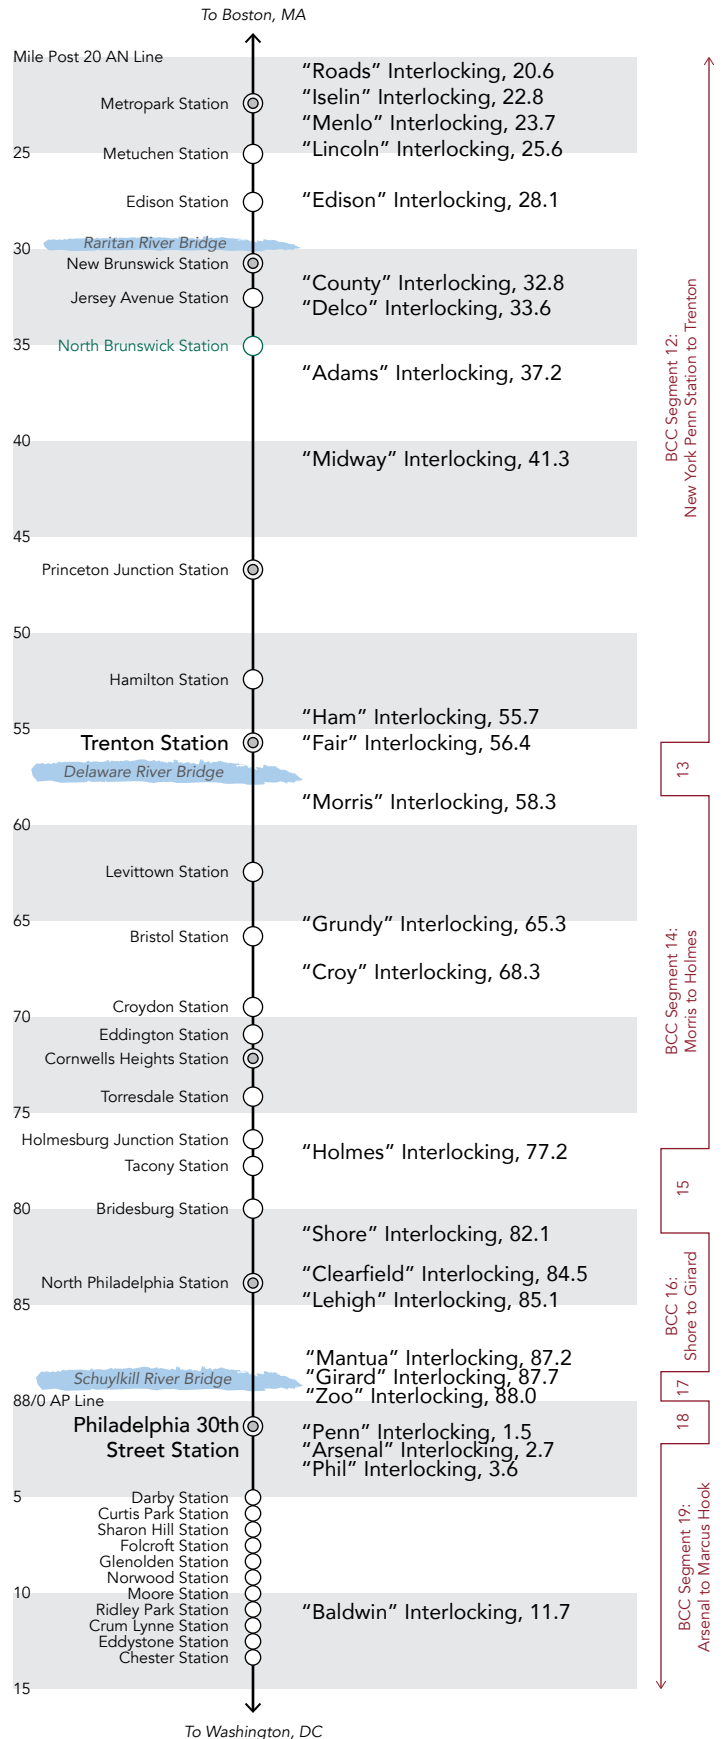 To Boston, MA
Mile Post 20 AN Line
“Roads” Interlocking, 20.6
“Iselin” Interlocking, 22.8
Metropark Station
“Menlo” Interlocking, 23.7
“Lincoln” Interlocking, 25.6
25
Metuchen Station
Edison Station
“Edison” Interlocking, 28.1
Raritan River Bridge
30
New Brunswick Station
“County” Interlocking, 32.8
Jersey Avenue Station
“Delco” Interlocking, 33.6
35
North Brunswick Station
“Adams” Interlocking, 37.2
BCC Segment 12:
New York Penn Station to Trenton
40
“Midway” Interlocking, 41.3
45
Princeton Junction Station
50
Hamilton Station
“Ham” Interlocking, 55.7
55
Trenton Station
“Fair” Interlocking, 56.4
Delaware River Bridge
13
“Morris” Interlocking, 58.3
60
Levittown Station
65
“Grundy” Interlocking, 65.3
Bristol Station
“Croy” Interlocking, 68.3
BCC Segment 14:
Morris to Holmes
Croydon Station
70
Eddington Station
Cornwells Heights Station
Torresdale Station
75
Holmesburg Junction Station
“Holmes” Interlocking, 77.2
Tacony Station
15
80
Bridesburg Station
“Shore” Interlocking, 82.1
“Clearfield” Interlocking, 84.5
North Philadelphia Station
“Lehigh” Interlocking, 85.1
85
BCC 16:
Shore to Girard
“Mantua” Interlocking, 87.2
Schuylkill River Bridge
“Girard” Interlocking, 87.7
17
“Zoo” Interlocking, 88.0
88/0 AP Line
18
Philadelphia 30th
Street Station
“Penn” Interlocking, 1.5
“Arsenal” Interlocking, 2.7
“Phil” Interlocking, 3.6
5
Darby Station
Curtis Park Station
Sharon Hill Station
Folcroft Station
Glenolden Station
Norwood Station
10
Moore Station
Ridley Park Station
“Baldwin” Interlocking, 11.7
Crum Lynne Station
Eddystone Station
Chester Station
BCC Segment 19:
Arsenal to Marcus Hook
15
To Washington, DC